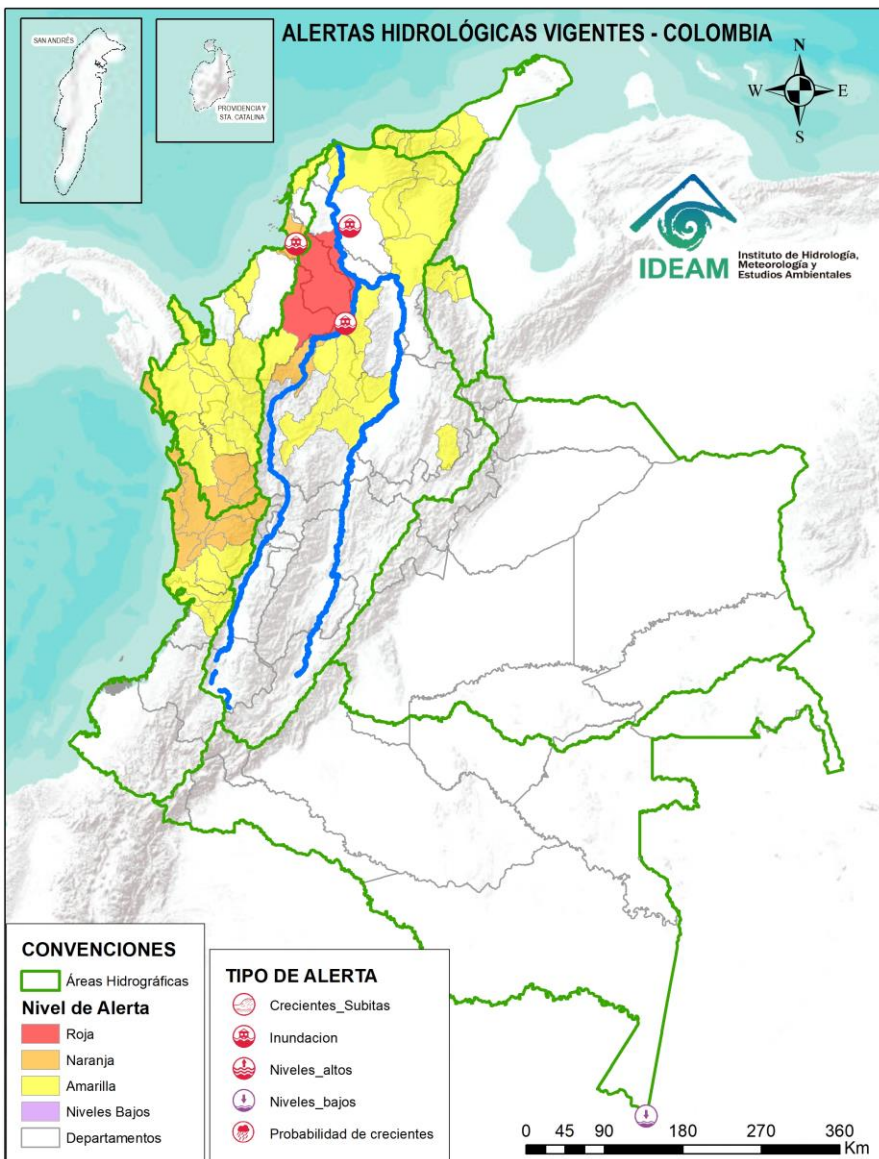 ALERTAS HIDROLÓGICAS VIGENTES - COLOMBIA
SAN ANDRÉS
PROVIDENCIA Y
STA. CATALINA
N
W
E
S
IDEAM
Instituto de Hidrología,
Meteorología y
Estudios Ambientales
CONVENCIONES
Áreas Hidrográficas
Nivel de Alerta
Roja
Naranja
Amarilla
Niveles Bajos
Departamentos
TIPO DE ALERTA
Crecientes_Subitas
Inundacion
Niveles_altos
Niveles_bajos
Probabilidad de crecientes
0 45 90 180 270 360
Km